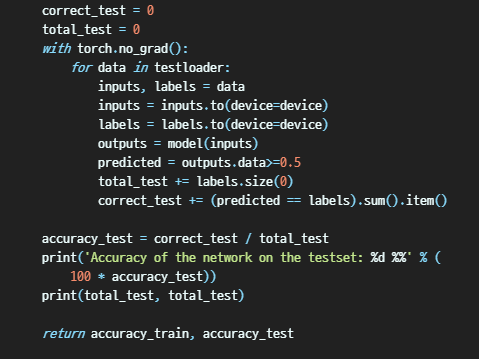 correct_test = 0
total_test = 0
with torch.no_grad():
for data in testloader:
inputs, labels = data
inputs = inputs.to(device=device)
labels = labels.to(device=device)
outputs = model(inputs)
predicted = outputs.data>=0.5
total_test += labels.size(0)
correct_test += (predicted == labels).sum().item()
accuracy_test = correct_test / total_test
print('Accuracy of the network on the testset: %d %%' % (
100 * accuracy_test))
print(total_test, total_test)
return accuracy_train, accuracy_test